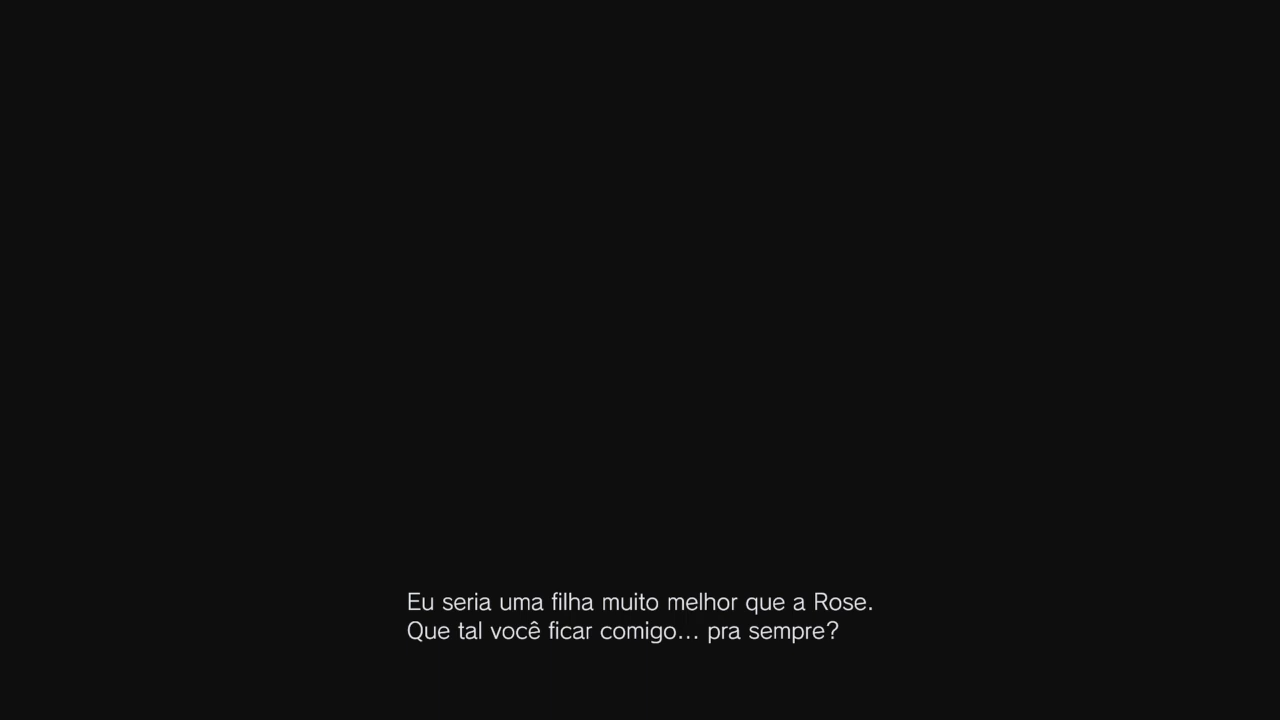 Eu seria uma filha muito melhor que a Rose.
Que tal você ficar comigo... pra sempre?